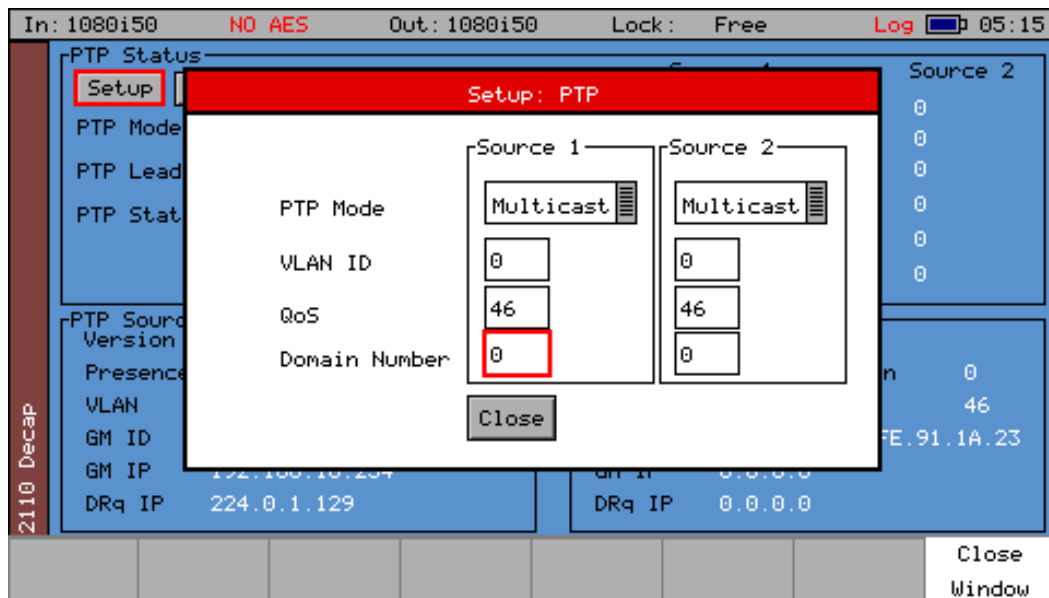 In: 1080i50 NO AES Out: 1080i50 Lock: Free Log 05:15
PTP Status
Setup
Source 2
0
PTP Mode
0
PTP Lead
0
PTP Stat
0
0
0
Setup: PTP
Source 1 Source 2
PTP Mode Multicast Multicast
VLAN ID 0 0
QoS 46 46
Domain Number 0 0
Close
PTP Sourc
Version
Presence n 0
VLAN 46
GM ID FE.91.1A.23
GM IP
DRq IP 224.0.1.129 DRq IP 0.0.0.0
2110 Decap
Close
Window